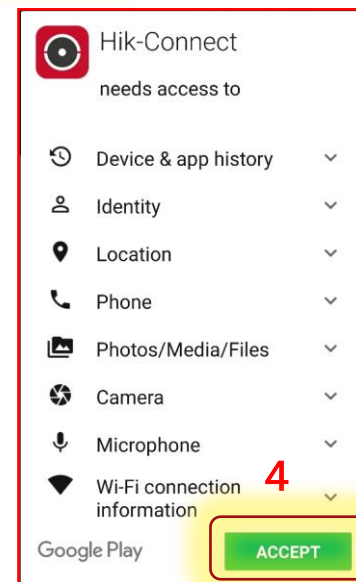 Hik-Connect
needs access to
Device & app history
Identity
Location
Phone
Photos/Media/Files
Camera
Microphone
4
Wi-Fi connection
information
Google Play
ACCEPT